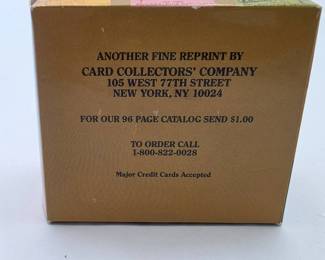 ANOTHER FINE REPRINT BY
CARD COLLECTORS' COMPANY
105 WEST 77TH STREET
NEW YORK, NY 10024
FOR OUR 96 PAGE CATALOG SEND $1.00
TO ORDER CALL
1-800-822-0028
Major Credit Cards Accepted